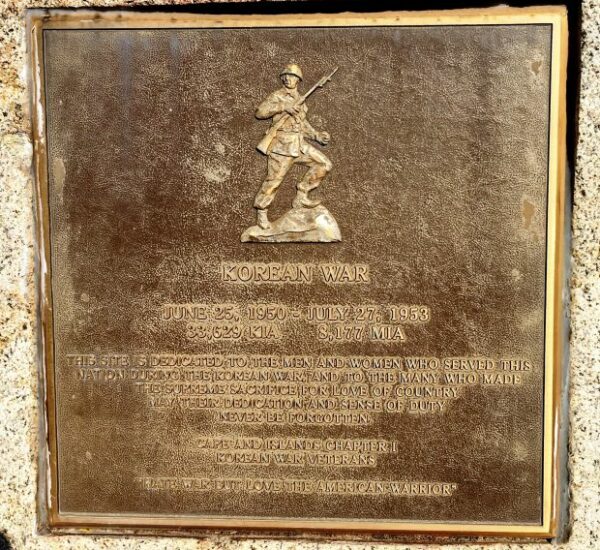 KOREAN WAR
JUNE 25, 1950 - JULY 27, 1953
33,629 KIA 8,177 MIA
THIS SITE IS DEDICATED TO THE MEN AND WOMEN WHO SERVED THIS
NATION DURING THE KOREAN WAR, AND TO THE MANY WHO MADE
THE SUPREME SACRIFICE FOR LOVE OF COUNTRY.
MAY THEIR DEDICATION AND SENSE OF DUTY
NEVER BE FORGOTTEN.
CAPE AND ISLANDS CHAPTER 1
KOREAN WAR VETERANS
"HATE WAR, BUT LOVE THE AMERICAN WARRIOR"